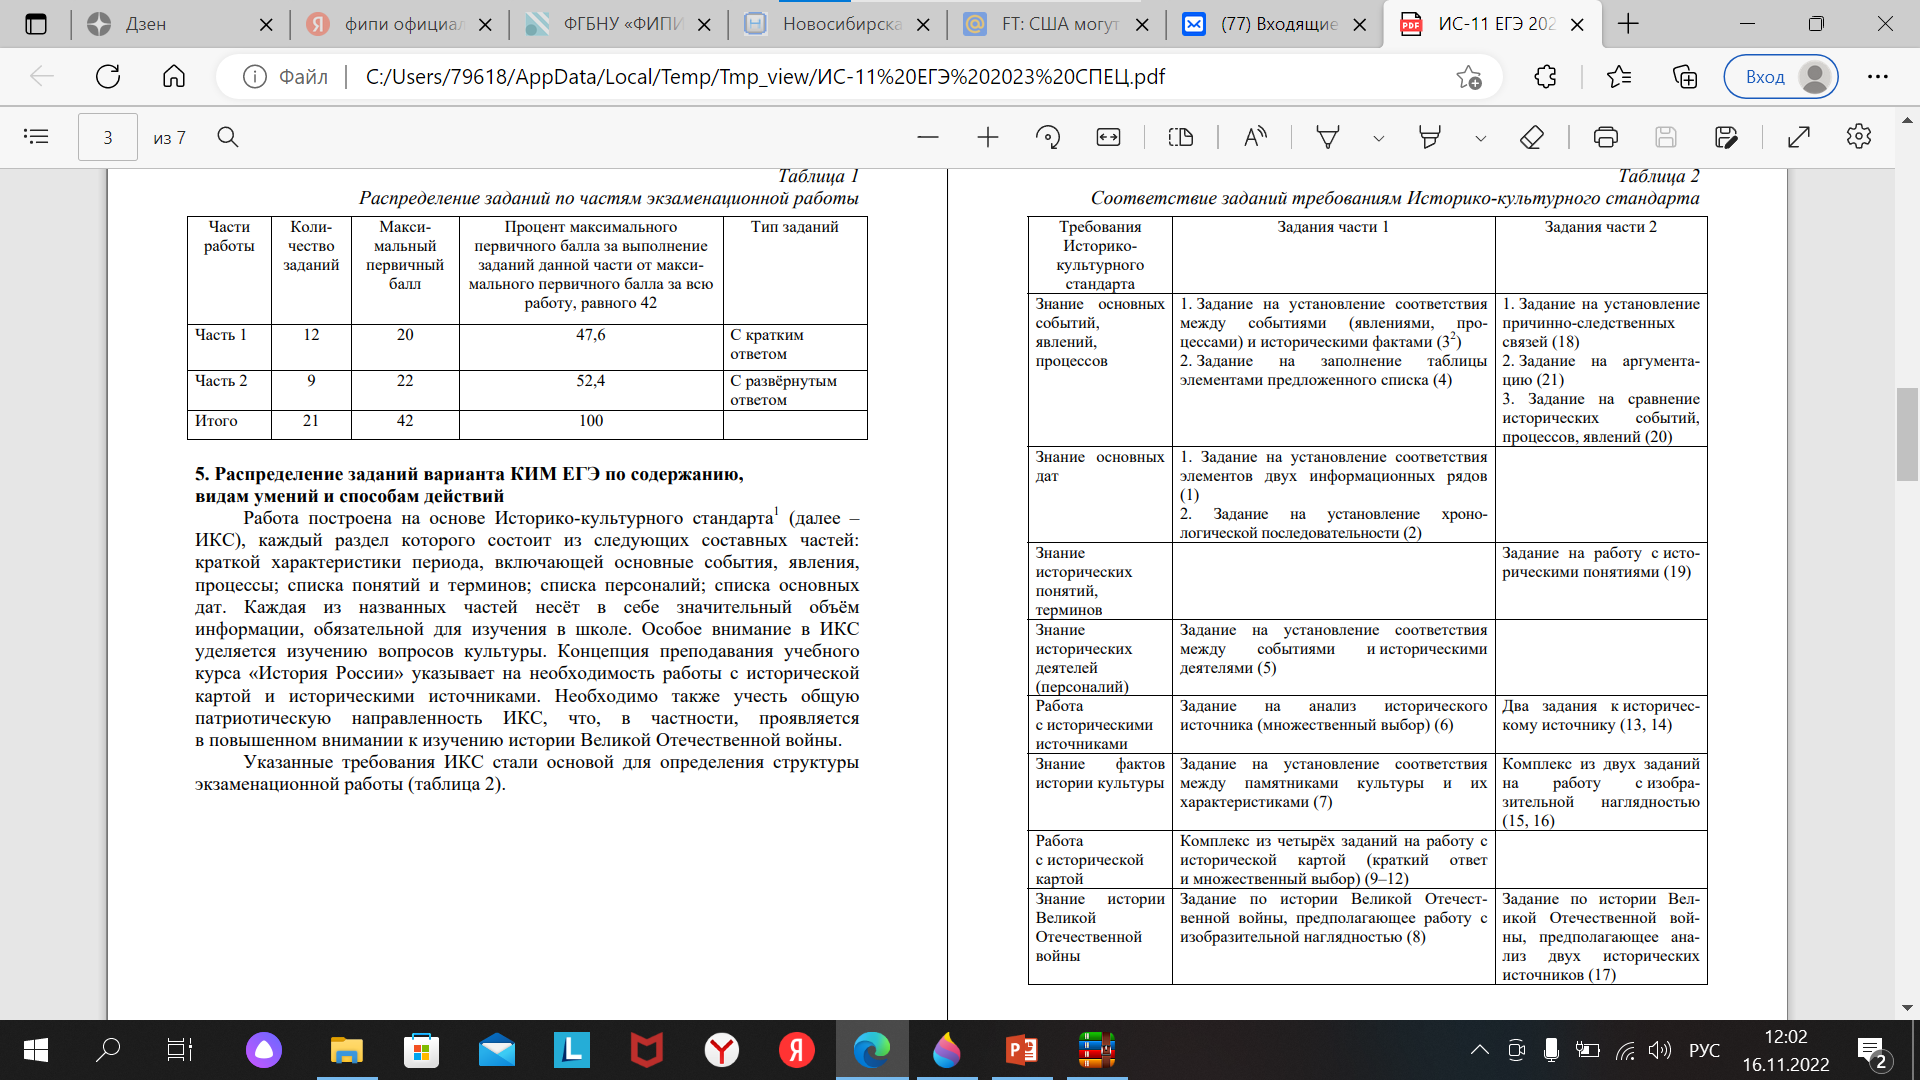 Дзен
фипи официал
ФГБНУ «ФИПИ
Новосибирска
FT: США могут
(77) Входящие
ИС-11 ЕГЭ 202
Файл
C:/Users/79618/AppData/Local/Temp/Tmp_view/ИС-11%20ЕГЭ%202023%20СПЕЦ.pdf
Вход
3 из 7
Таблица 1
Распределение заданий по частям экзаменационной работы
Части
работы
Коли-
чество
заданий
Макси-
мальный
первичный
балл
Процент максимального
первичного балла за выполнение
заданий данной части от макси-
мального первичного балла за всю
работу, равного 42
Тип заданий
Часть 1
12
20
47,6
С кратким
ответом
Часть 2
9
22
52,4
С развёрнутым
ответом
Итого
21
42
100
5. Распределение заданий варианта КИМ ЕГЭ по содержанию,
видам умений и способам действий
Работа построена на основе Историко-культурного стандарта¹ (далее –
ИКС), каждый раздел которого состоит из следующих составных частей:
краткой характеристики периода, включающей основные события, явления,
процессы; списка понятий и терминов; списка персоналий; списка основных
дат. Каждая из названных частей несёт в себе значительный объём
информации, обязательной для изучения в школе. Особое внимание в ИКС
уделяется изучению вопросов культуры. Концепция преподавания учебного
курса «История России» указывает на необходимость работы с исторической
картой и историческими источниками. Необходимо также учесть общую
патриотическую направленность ИКС, что, в частности, проявляется
в повышенном внимании к изучению истории Великой Отечественной войны.
Указанные требования ИКС стали основой для определения структуры
экзаменационной работы (таблица 2).
Таблица 2
Соответствие заданий требованиям Историко-культурного стандарта
Требования
Историко-
культурного
стандарта
Задания части 1
Задания части 2
Знание основных
событий,
явлений,
процессов
1. Задание на установление соответствия
между событиями (явлениями, про-
цессами) и историческими фактами (3²)
2. Задание на заполнение таблицы
элементами предложенного списка (4)
1. Задание на установление
причинно-следственных
связей (18)
2. Задание на аргумента-
цию (21)
3. Задание на сравнение
исторических событий,
процессов, явлений (20)
Знание основных
дат
1. Задание на установление соответствия
элементов двух информационных рядов
(1)
2. Задание на установление хроно-
логической последовательности (2)
Знание
исторических
понятий,
терминов
Задание на работу с исто-
рическими понятиями (19)
Знание
исторических
деятелей
(персоналий)
Задание на установление соответствия
между событиями и историческими
деятелями (5)
Работа
с историческими
источниками
Задание на анализ исторического
источника (множественный выбор) (6)
Два задания к историчес-
кому источнику (13, 14)
Знание фактов
истории культуры
Задание на установление соответствия
между памятниками культуры и их
характеристиками (7)
Комплекс из двух заданий
на работу с изобра-
зительной наглядностью
(15, 16)
Работа
с исторической
картой
Комплекс из четырёх заданий на работу с
исторической картой (краткий ответ
и множественный выбор) (9–12)
Знание истории
Великой
Отечественной
войны
Задание по истории Великой Отечест-
венной войны, предполагающее работу с
изобразительной наглядностью (8)
Задание по истории Вел-
икой Отечественной вой-
ны, предполагающее ана-
лиз двух исторических
источников (17)
РУС
12:02
16.11.2022
2